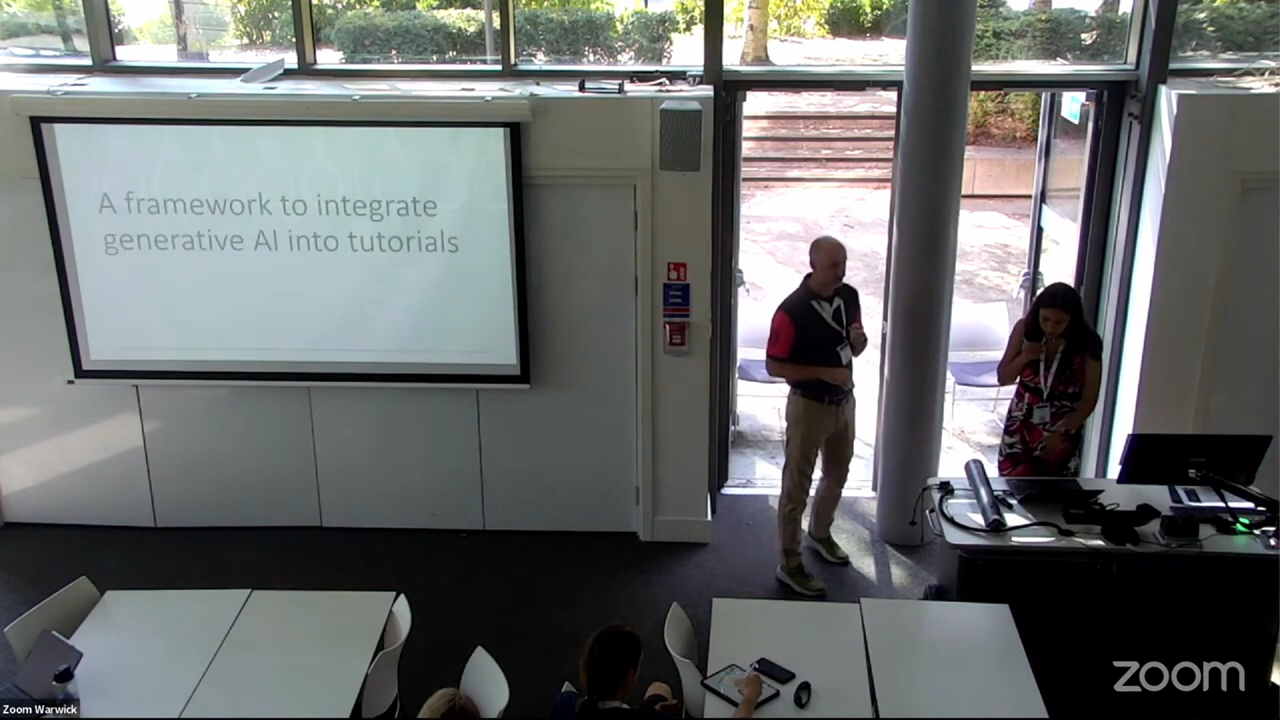 A framework to integrate
generative AI into tutorials
Zoom Warwick
zoom